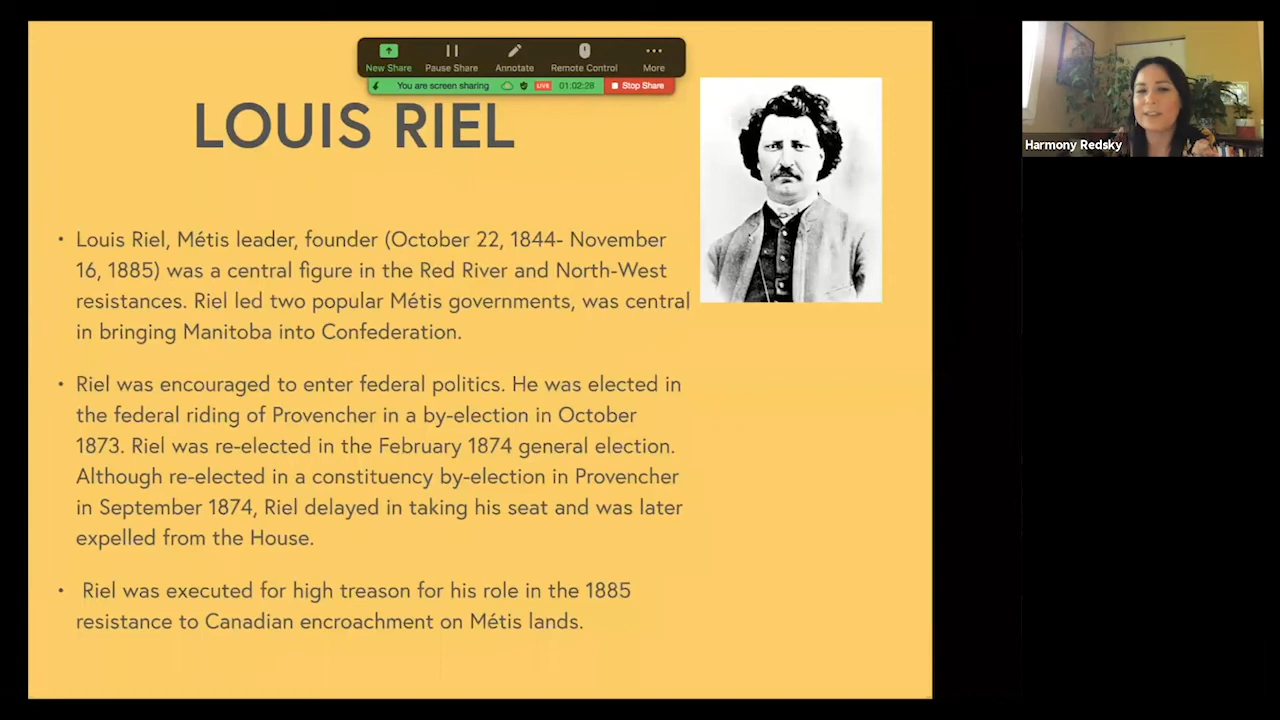 New Share
Pause Share
Annotate
Remote Control
More
You are screen sharing
LIVE
01:02:28
Stop Share
LOUIS RIEL
Harmony Redsky
• Louis Riel, Métis leader, founder (October 22, 1844- November
16, 1885) was a central figure in the Red River and North-West
resistances. Riel led two popular Métis governments, was central
in bringing Manitoba into Confederation.
• Riel was encouraged to enter federal politics. He was elected in
the federal riding of Provencher in a by-election in October
1873. Riel was re-elected in the February 1874 general election.
Although re-elected in a constituency by-election in Provencher
in September 1874, Riel delayed in taking his seat and was later
expelled from the House.
• Riel was executed for high treason for his role in the 1885
resistance to Canadian encroachment on Métis lands.